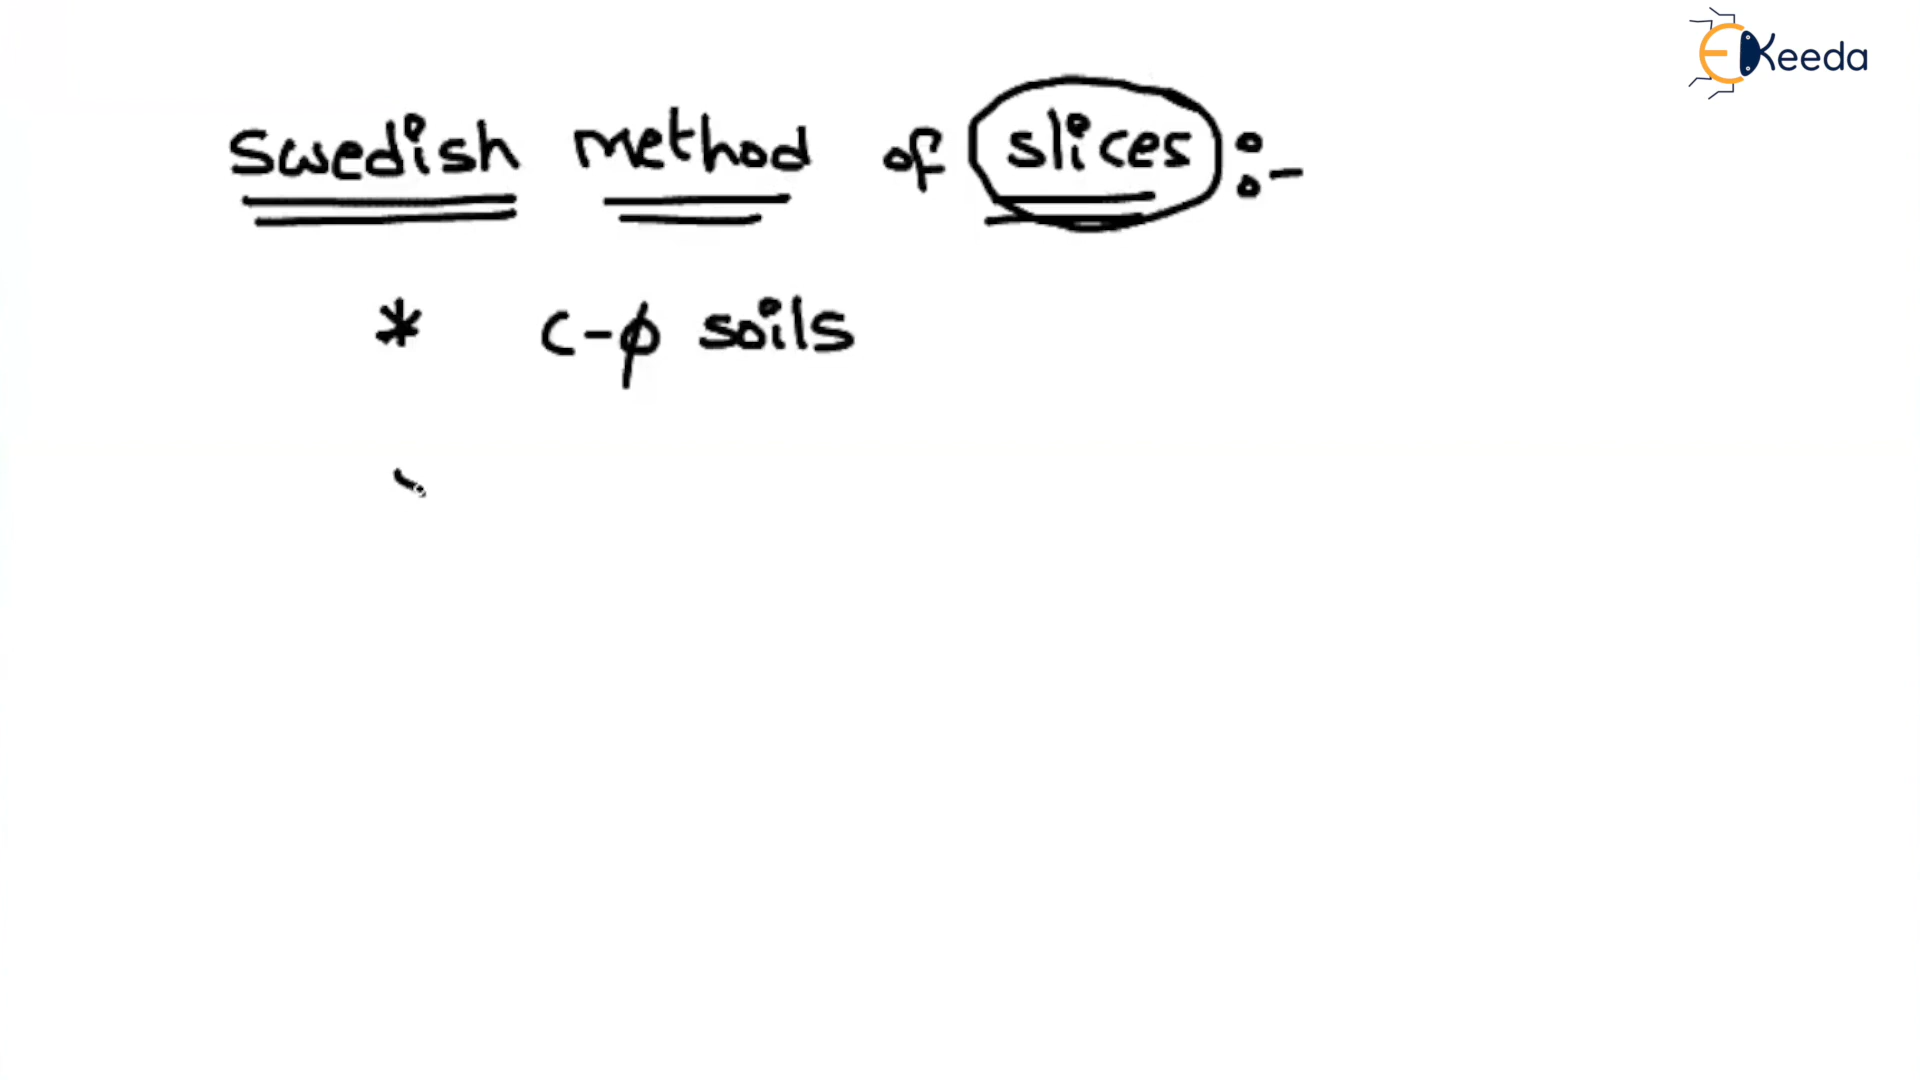 EKeeda
Swedish method of slices :-
* C-φ soils